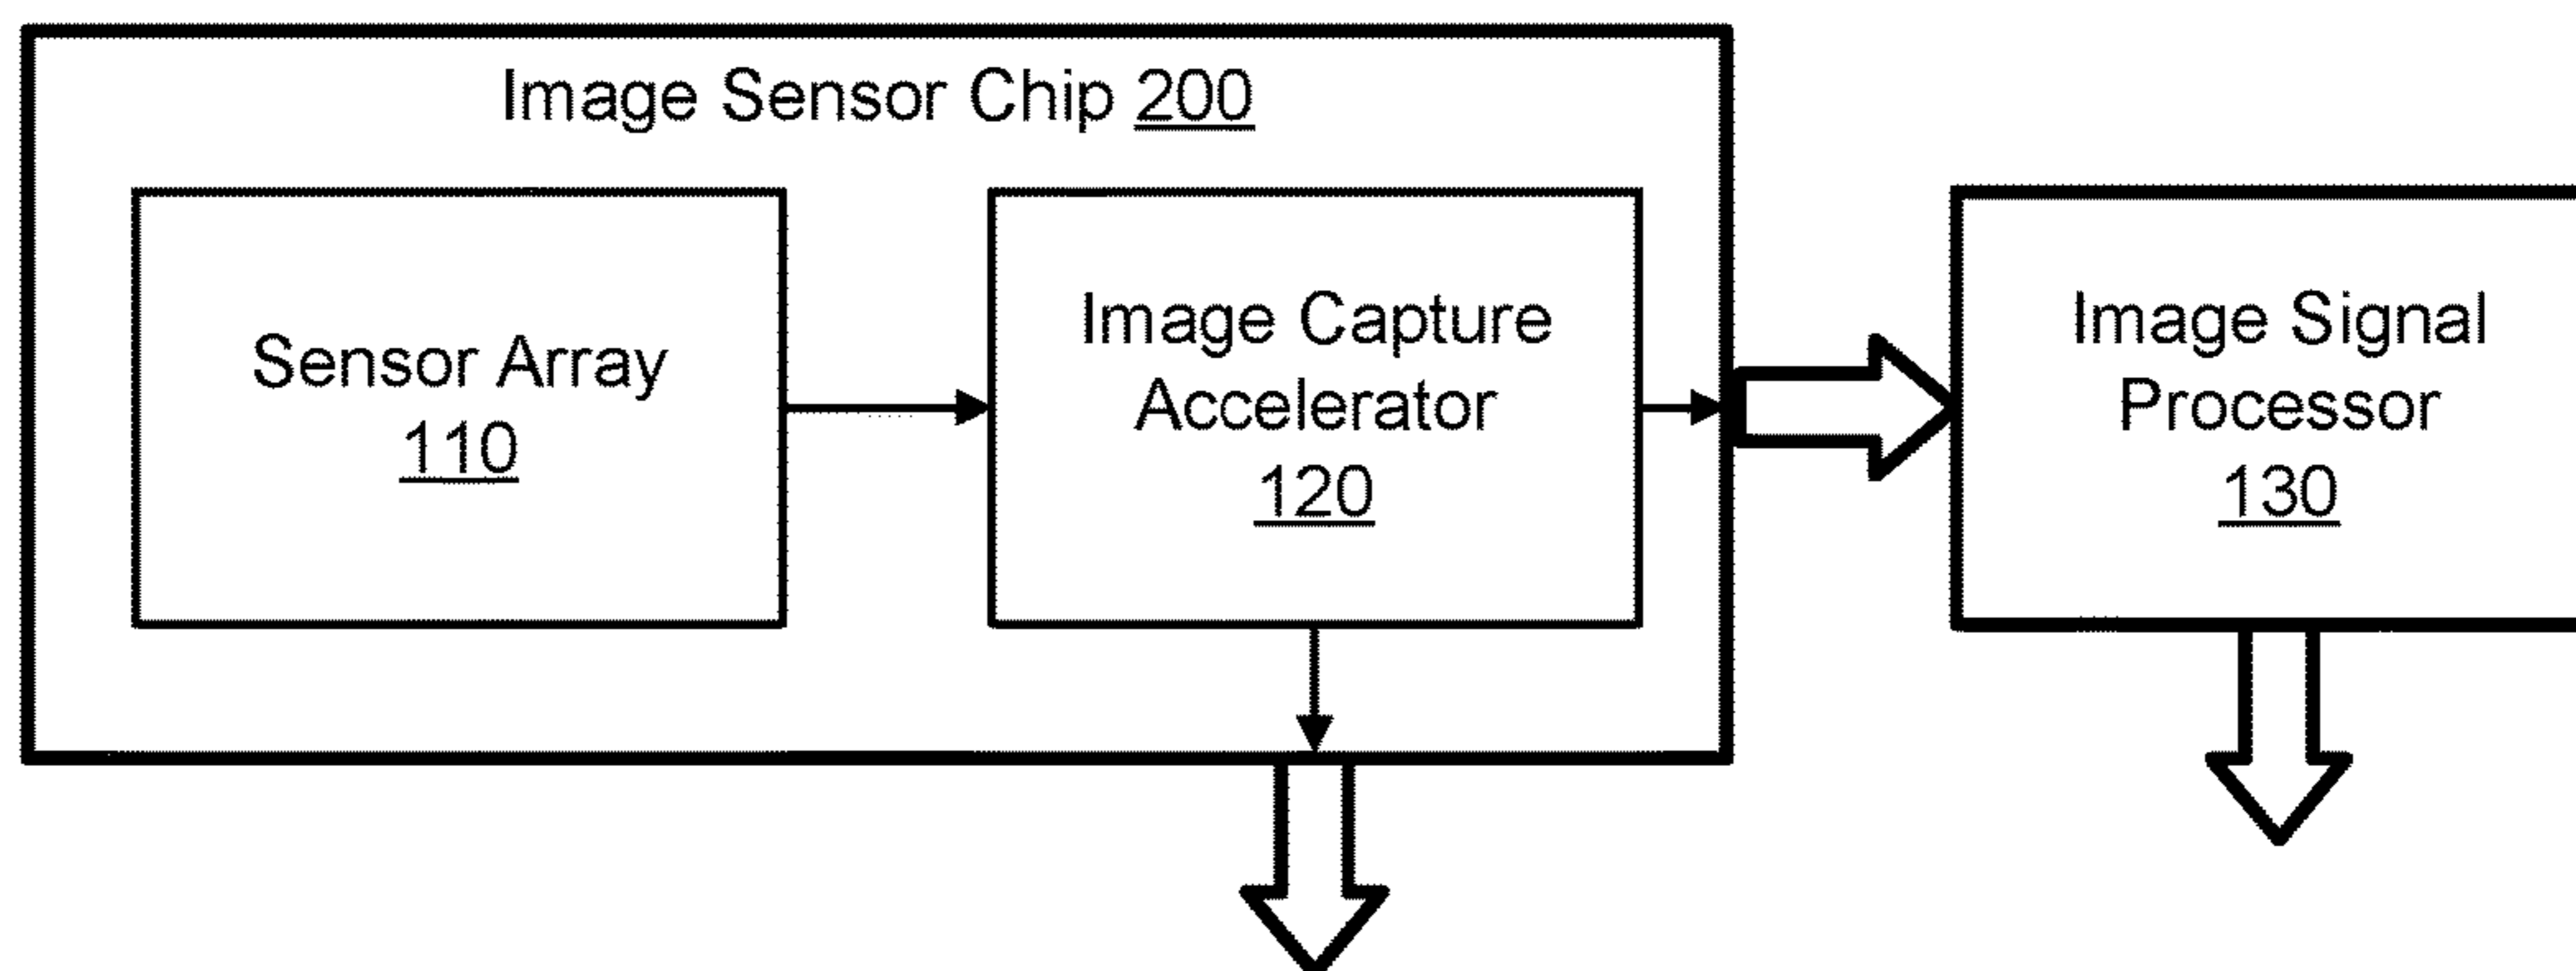 Image Sensor Chip 200
Sensor Array
110
Image Capture
Accelerator
120
Image Signal
Processor
130